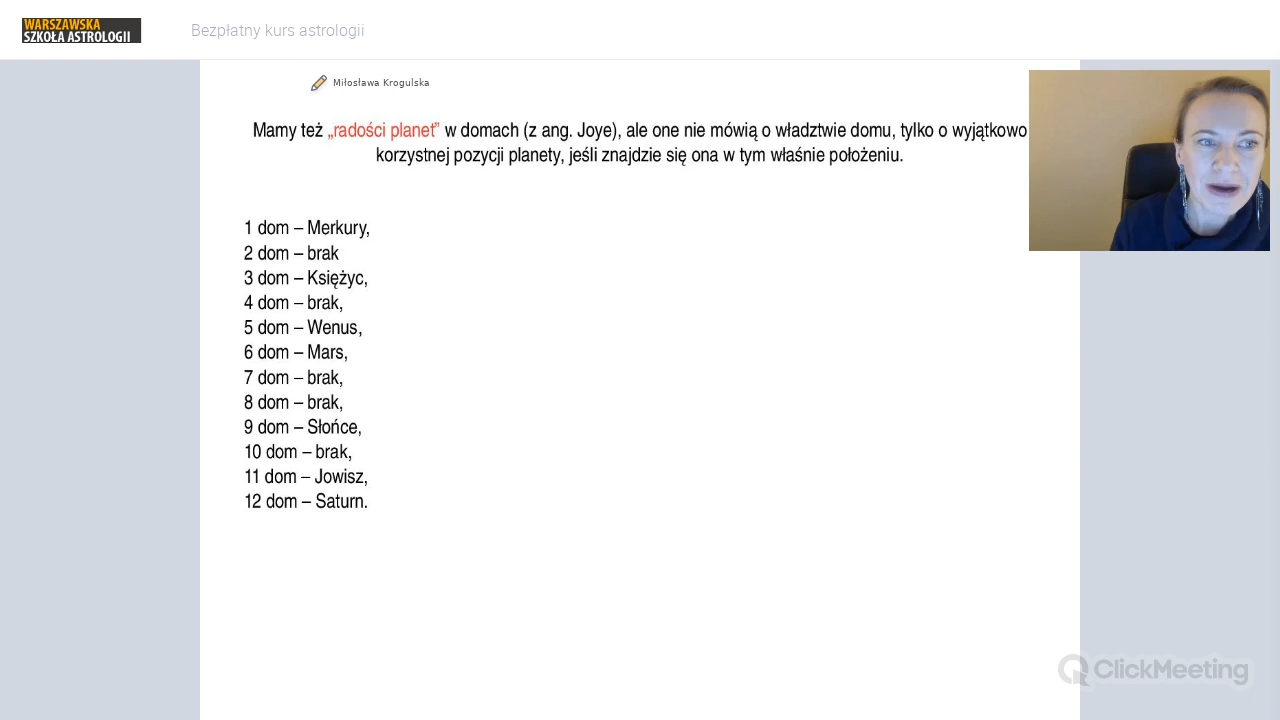 WARSZAWSKA
SZKOŁA ASTROLOGII
Bezpłatny kurs astrologii
Miłosława Krogulska
Mamy też „radości planet” w domach (z ang. Joye), ale one nie mówią o władztwie domu, tylko o wyjątkowo
korzystnej pozycji planety, jeśli znajdzie się ona w tym właśnie położeniu.
1 dom – Merkury,
2 dom – brak
3 dom – Księżyc,
4 dom – brak,
5 dom – Wenus,
6 dom – Mars,
7 dom – brak,
8 dom – brak,
9 dom – Słońce,
10 dom – brak,
11 dom – Jowisz,
12 dom – Saturn.
ClickMeeting